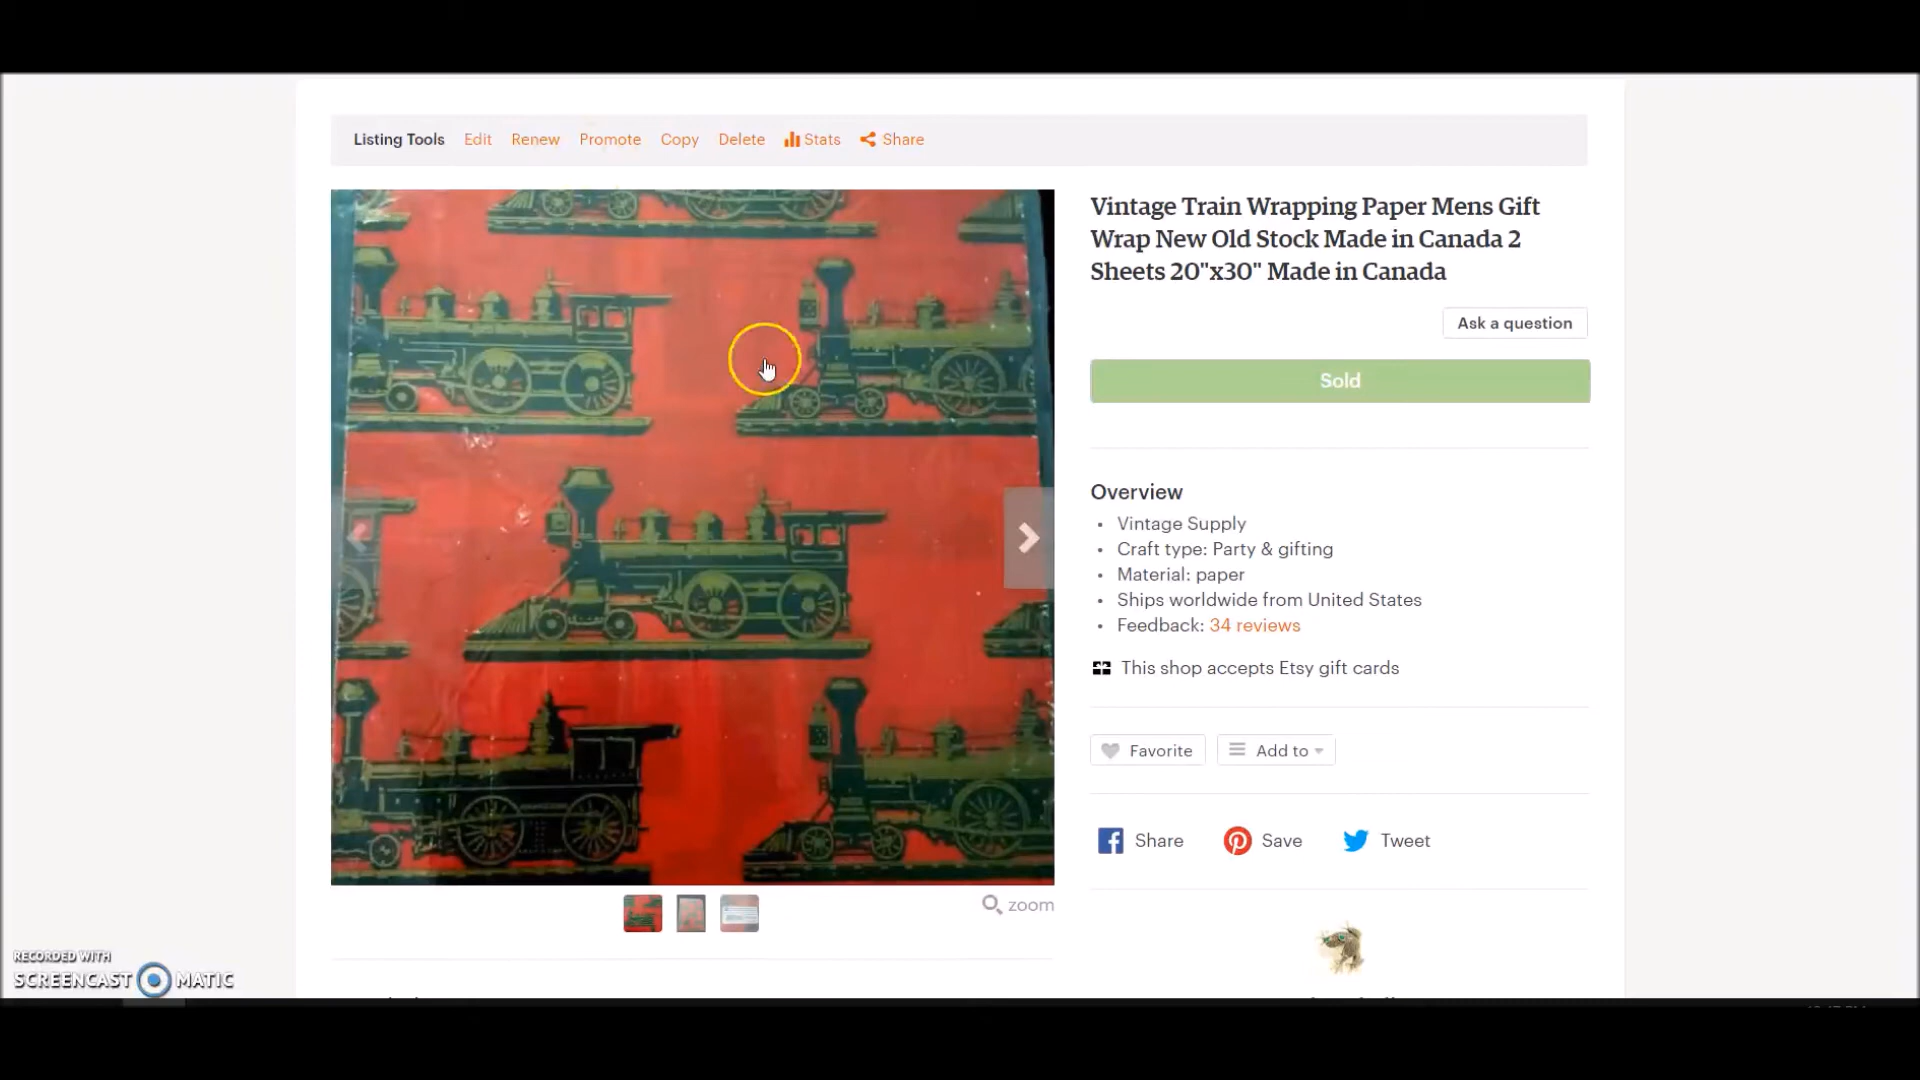 Listing Tools Edit Renew Promote Copy Delete Stats Share
Vintage Train Wrapping Paper Mens Gift
Wrap New Old Stock Made in Canada 2
Sheets 20"x30" Made in Canada
Ask a question
Sold
Overview
• Vintage Supply
• Craft type: Party & gifting
• Material: paper
• Ships worldwide from United States
• Feedback: 34 reviews
This shop accepts Etsy gift cards
Favorite Add to
Share Save Tweet
zoom
RECORDED WITH
SCREENCAST MATIC